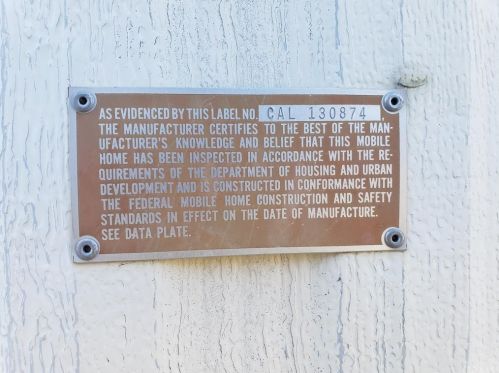 AS EVIDENCED BY THIS LABEL NO. CAL 130874,
THE MANUFACTURER CERTIFIES TO THE BEST OF THE MAN-
UFACTURER'S KNOWLEDGE AND BELIEF THAT THIS MOBILE
HOME HAS BEEN INSPECTED IN ACCORDANCE WITH THE RE-
QUIREMENTS OF THE DEPARTMENT OF HOUSING AND URBAN
DEVELOPMENT AND IS CONSTRUCTED IN CONFORMANCE WITH
THE FEDERAL MOBILE HOME CONSTRUCTION AND SAFETY
STANDARDS IN EFFECT ON THE DATE OF MANUFACTURE.
SEE DATA PLATE.